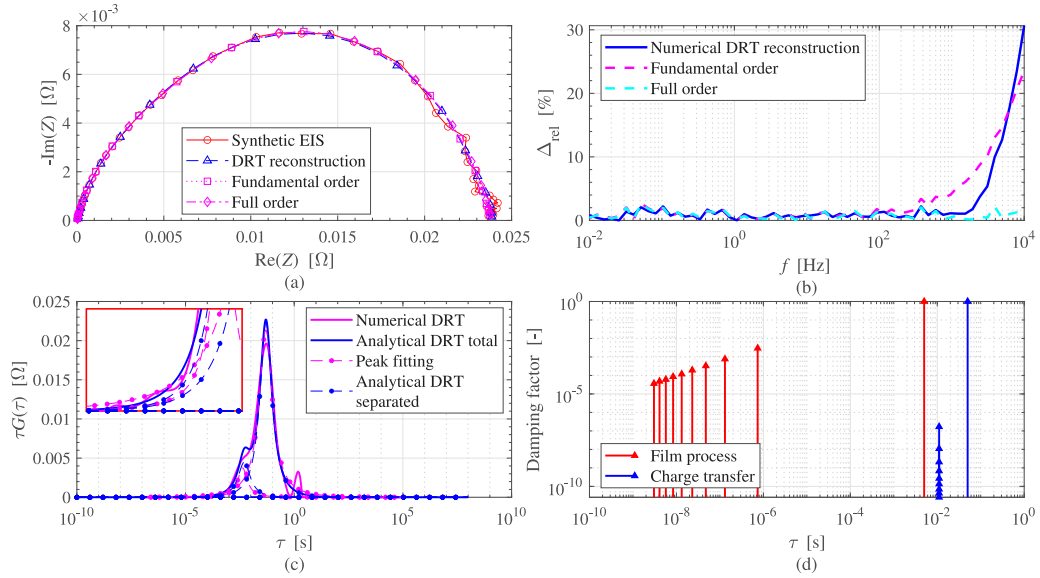 8 ×10⁻³
6
4
2
0
-Im(Z) [Ω]
Synthetic EIS
DRT reconstruction
Fundamental order
Full order
0 0.005 0.01 0.015 0.02 0.025
Re(Z) [Ω]
(a)
30
20
10
0
Δrel [%]
Numerical DRT reconstruction
Fundamental order
Full order
10⁻² 10⁰ 10² 10⁴
f [Hz]
(b)
0.025
0.02
0.015
0.01
0.005
0
τG(τ) [Ω]
Numerical DRT
Analytical DRT total
Peak fitting
Analytical DRT
separated
10⁻¹⁰ 10⁻⁵ 10⁰ 10⁵ 10¹⁰
τ [s]
(c)
10⁰
10⁻⁵
10⁻¹⁰
Damping factor [-]
Film process
Charge transfer
10⁻¹⁰ 10⁻⁸ 10⁻⁶ 10⁻⁴ 10⁻² 10⁰
τ [s]
(d)